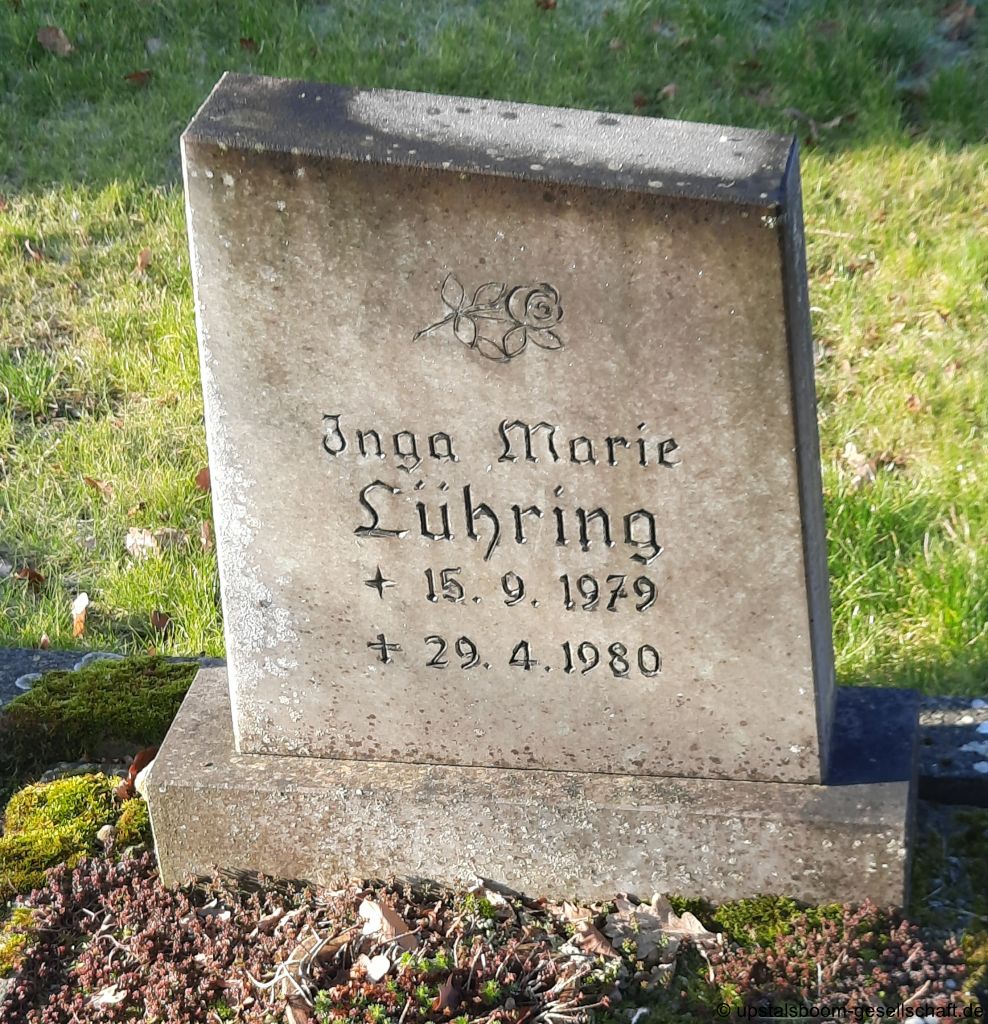 Inga Marie
Lühring
+ 15. 9. 1979
+ 29. 4. 1980
© upstalsboom-gesellschaft.de